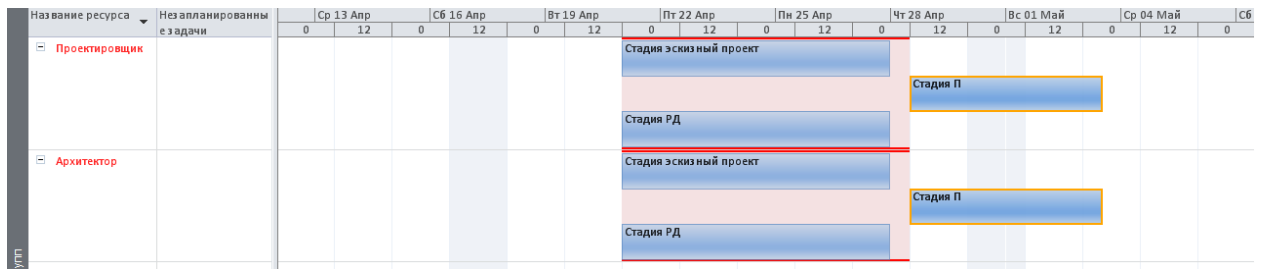 Название ресурса
Незапланированны
е задачи
Ср 13 Апр Сб 16 Апр Вт 19 Апр Пт 22 Апр Пн 25 Апр Чт 28 Апр Вс 01 Май Ср 04 Май Сб
0 12 0 12 0 12 0 12 0 12 0 12 0 12 0 12 0
Проектировщик
Стадия эскизный проект
Стадия П
Стадия РД
Архитектор
Стадия эскизный проект
Стадия П
Стадия РД
упп